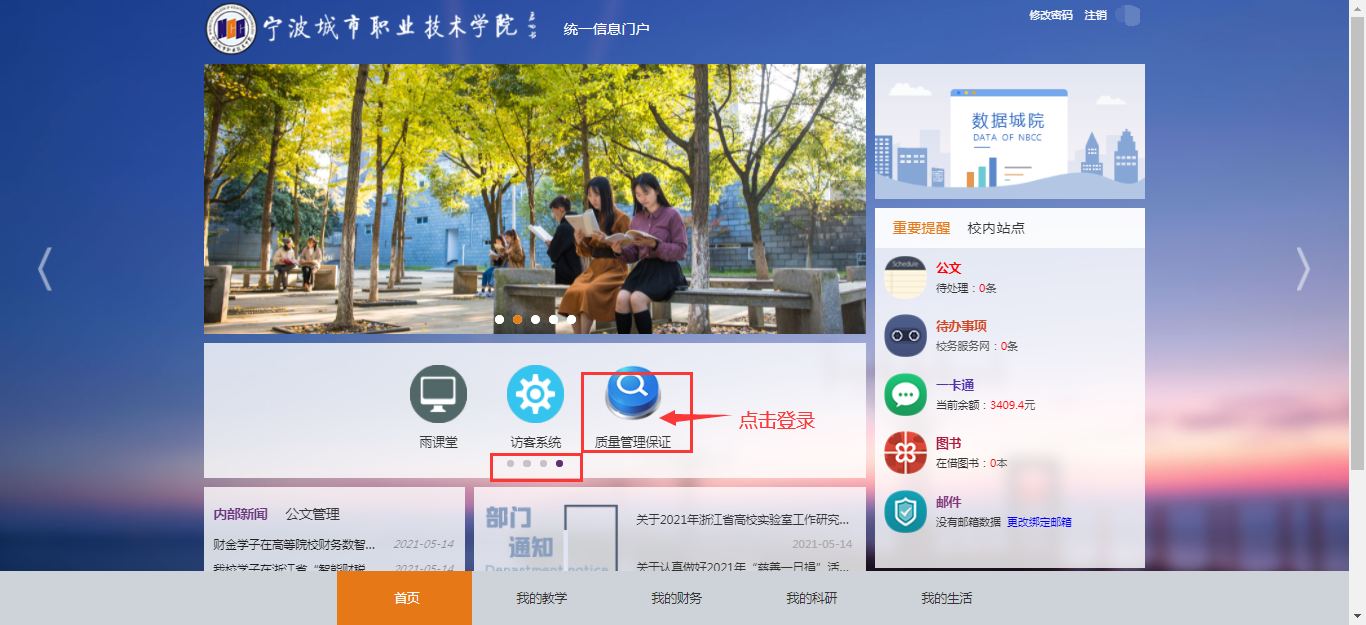 宁波城市职业技术学院
统一信息门户
修改密码 注销
数据城院
DATA OF NBCC
重要提醒 校内站点
Schedule
公文
待处理：0条
待办事项
校务服务网：0条
一卡通
当前余额：3409.4元
图书
在借图书：0本
邮件
没有邮箱数据 更改绑定邮箱
雨课堂 访客系统 质量管理保证
点击登录
内部新闻 公文管理
财金学子在高等院校财务数智... 2021-05-14
我校学子在浙江省“智能财税 2021-05-14
部门
通知
Department notice
关于2021年浙江省高校实验室工作研究...
2021-05-14
关于认真做好2021年“慈善一日捐”活...
首页 我的教学 我的财务 我的科研 我的生活